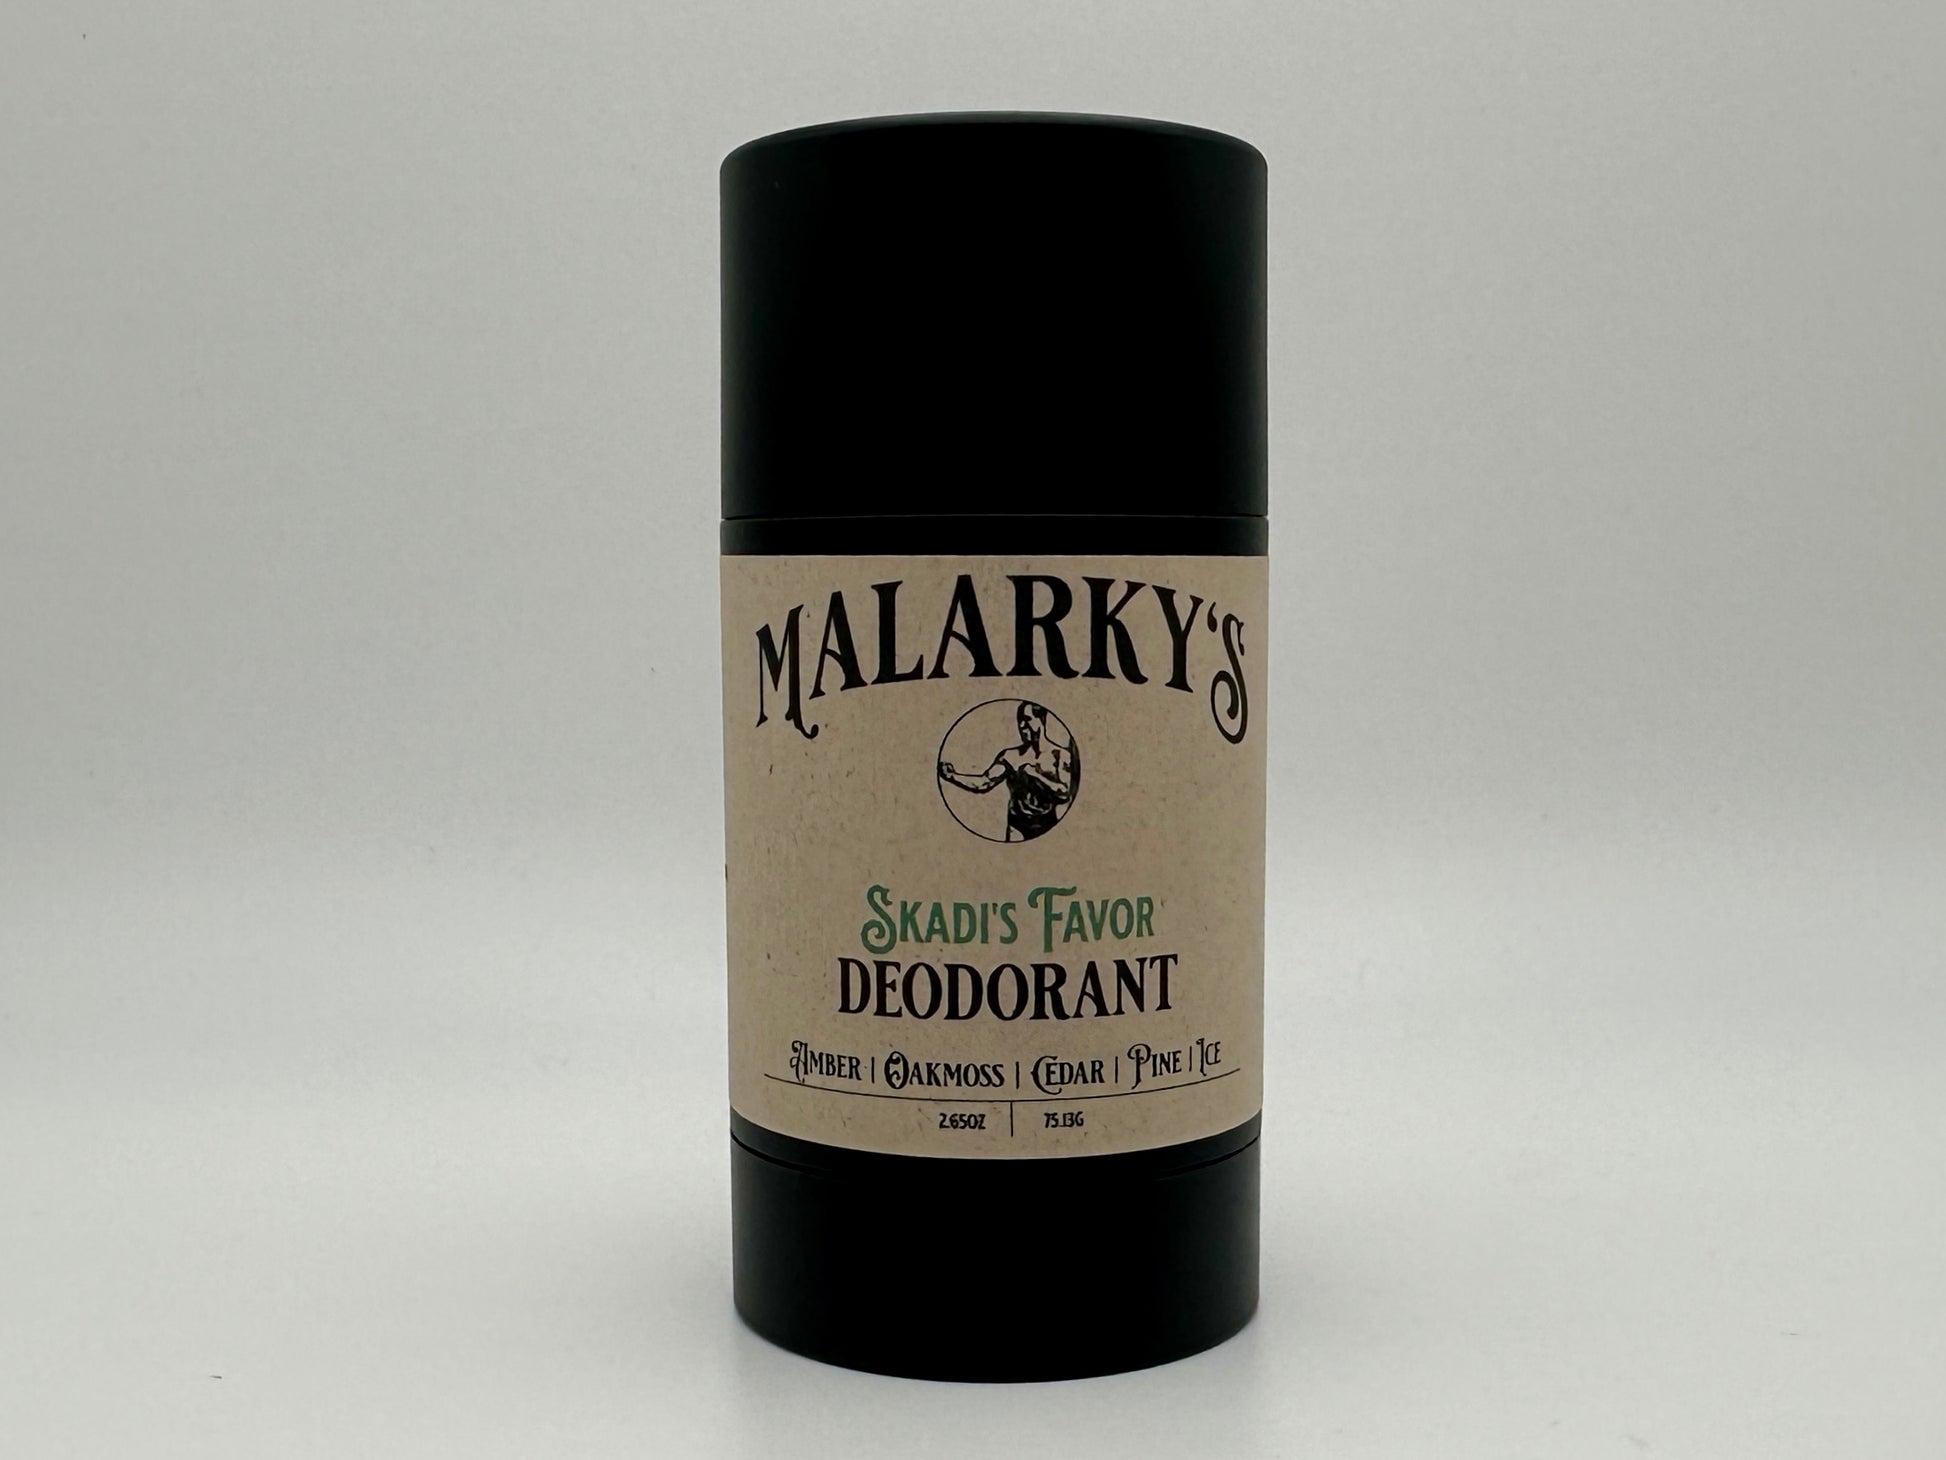 MALARKY'S
SKADI'S FAVOR
DEODORANT
AMBER | OAKMOSS | CEDAR | PINE | ICE
2.65OZ | 75.13G